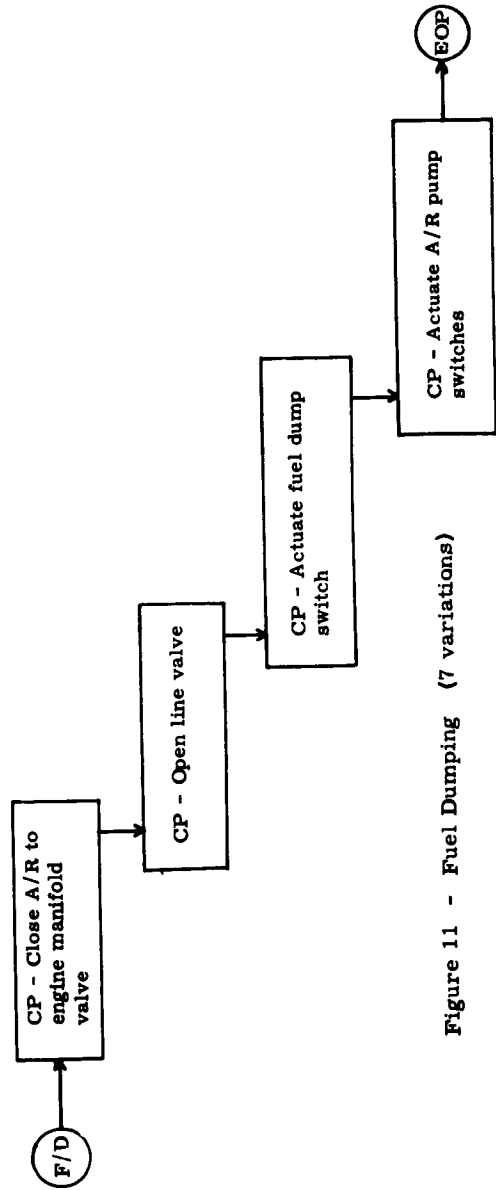 F/D
CP - Close A/R to
engine manifold
valve
CP - Open line valve
CP - Actuate fuel dump
switch
CP - Actuate A/R pump
switches
EOP
Figure 11 - Fuel Dumping (7 variations)